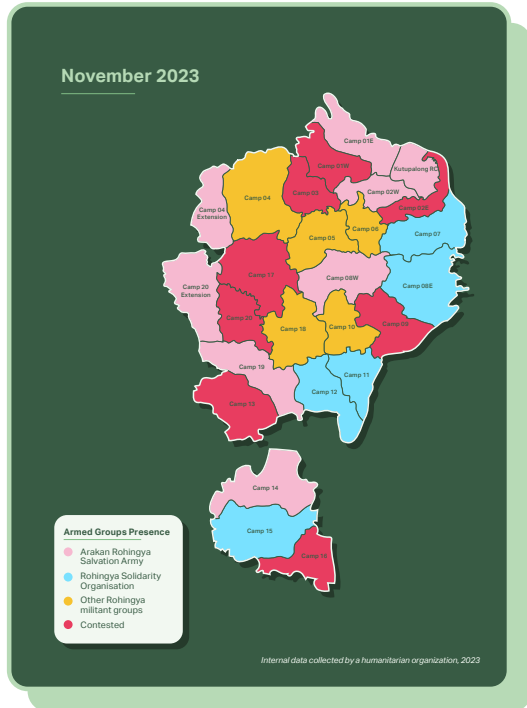 November 2023
Camp 01E
Camp 01W
Kutupalong RC
Camp 03
Camp 02W
Camp 04
Camp 04
Extension
Camp 02E
Camp 06
Camp 05
Camp 07
Camp 17
Camp 08W
Camp 20
Extension
Camp 08E
Camp 20
Camp 18
Camp 10
Camp 09
Camp 19
Camp 11
Camp 12
Camp 13
Camp 14
Camp 15
Camp 16
Armed Groups Presence
Arakan Rohingya
Salvation Army
Rohingya Solidarity
Organisation
Other Rohingya
militant groups
Contested
Internal data collected by a humanitarian organization, 2023